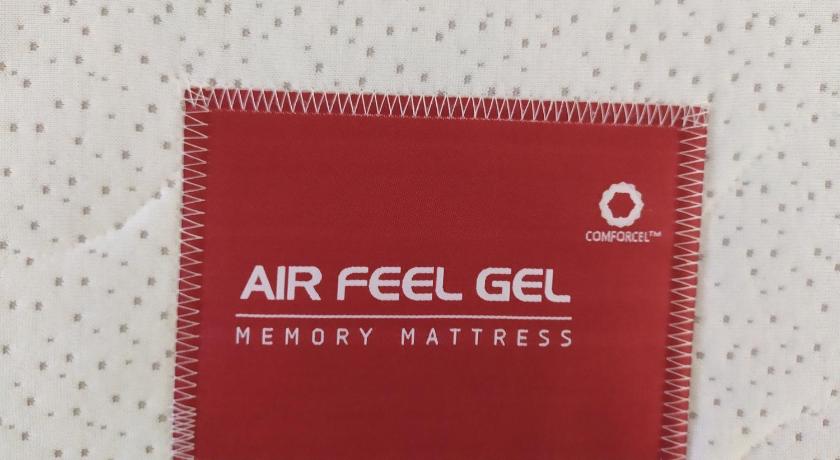 COMFORCEL™
AIR FEEL GEL
MEMORY MATTRESS